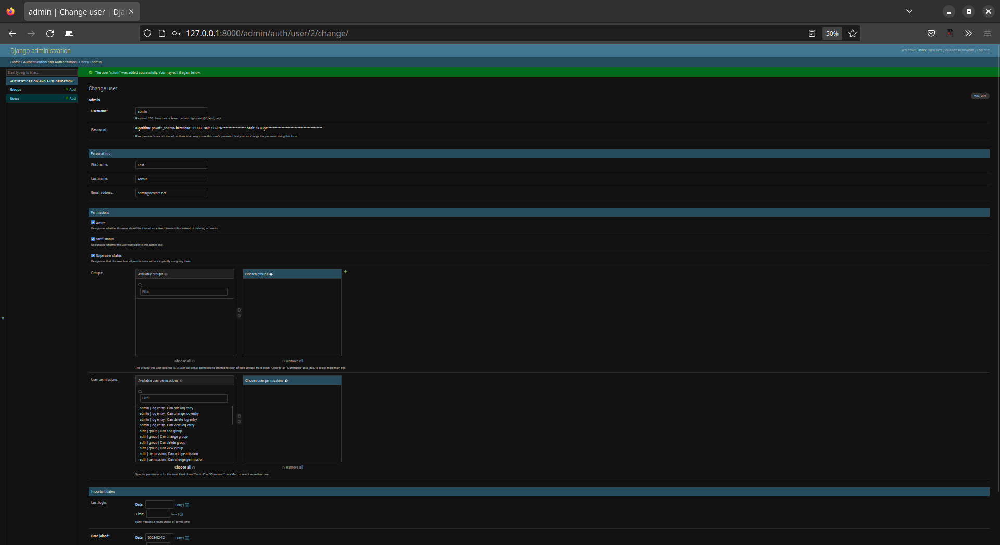 admin | Change user | Dja
127.0.0.1:8000/admin/auth/user/2/change/
50%
Django administration
WELCOME, HOMY. VIEW SITE / CHANGE PASSWORD / LOG OUT
Home › Authentication and Authorization › Users › admin
Start typing to filter...
The user "admin" was added successfully. You may edit it again below.
AUTHENTICATION AND AUTHORIZATION
Groups + Add
Users + Add
Change user
admin
HISTORY
Username: admin
Required. 150 characters or fewer. Letters, digits and @/./+/-/_ only.
Password: algorithm: pbkdf2_sha256 iterations: 390000 salt: SS2rNk**************** hash: e41ugd**************************************
Raw passwords are not stored, so there is no way to see this user's password, but you can change the password using this form.
Personal info
First name: Test
Last name: Admin
Email address: admin@testnet.net
Permissions
Active
Designates whether this user should be treated as active. Unselect this instead of deleting accounts.
Staff status
Designates whether the user can log into this admin site.
Superuser status
Designates that this user has all permissions without explicitly assigning them.
Groups:
Available groups
Chosen groups
Filter
«
Choose all
Remove all
The groups this user belongs to. A user will get all permissions granted to each of their groups. Hold down "Control", or "Command" on a Mac, to select more than one.
User permissions:
Available user permissions
Chosen user permissions
Filter
admin | log entry | Can add log entry
admin | log entry | Can change log entry
admin | log entry | Can delete log entry
admin | log entry | Can view log entry
auth | group | Can add group
auth | group | Can change group
auth | group | Can delete group
auth | group | Can view group
auth | permission | Can add permission
auth | permission | Can change permission
Choose all
Remove all
Specific permissions for this user. Hold down "Control", or "Command" on a Mac, to select more than one.
Important dates
Last login:
Date: Today |
Time: Now |
Note: You are 3 hours ahead of server time.
Date joined:
Date: 2023-02-12 Today |